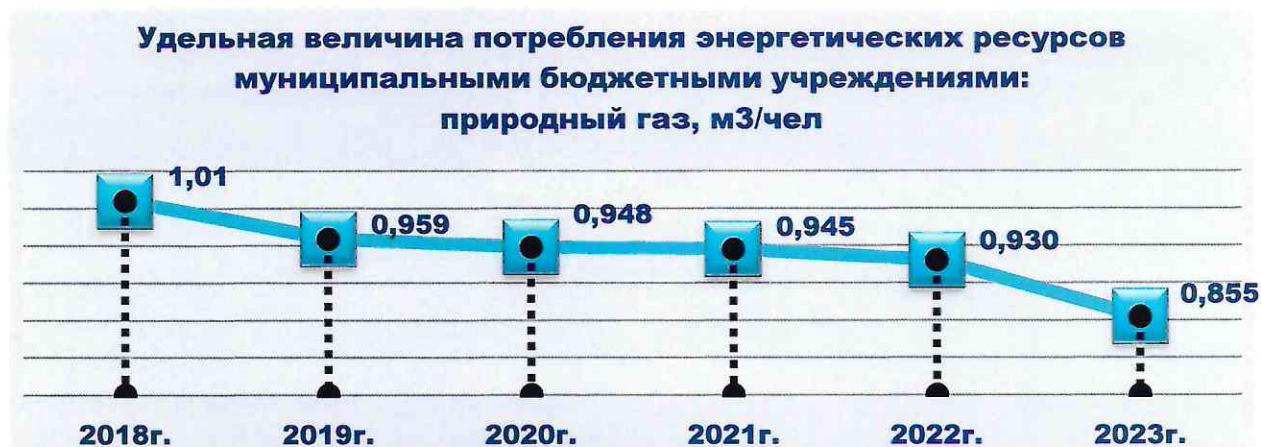 Удельная величина потребления энергетических ресурсов
муниципальными бюджетными учреждениями:
природный газ, м3/чел
1,01
0,959
0,948
0,945
0,930
0,855
2018г.
2019г.
2020г.
2021г.
2022г.
2023г.